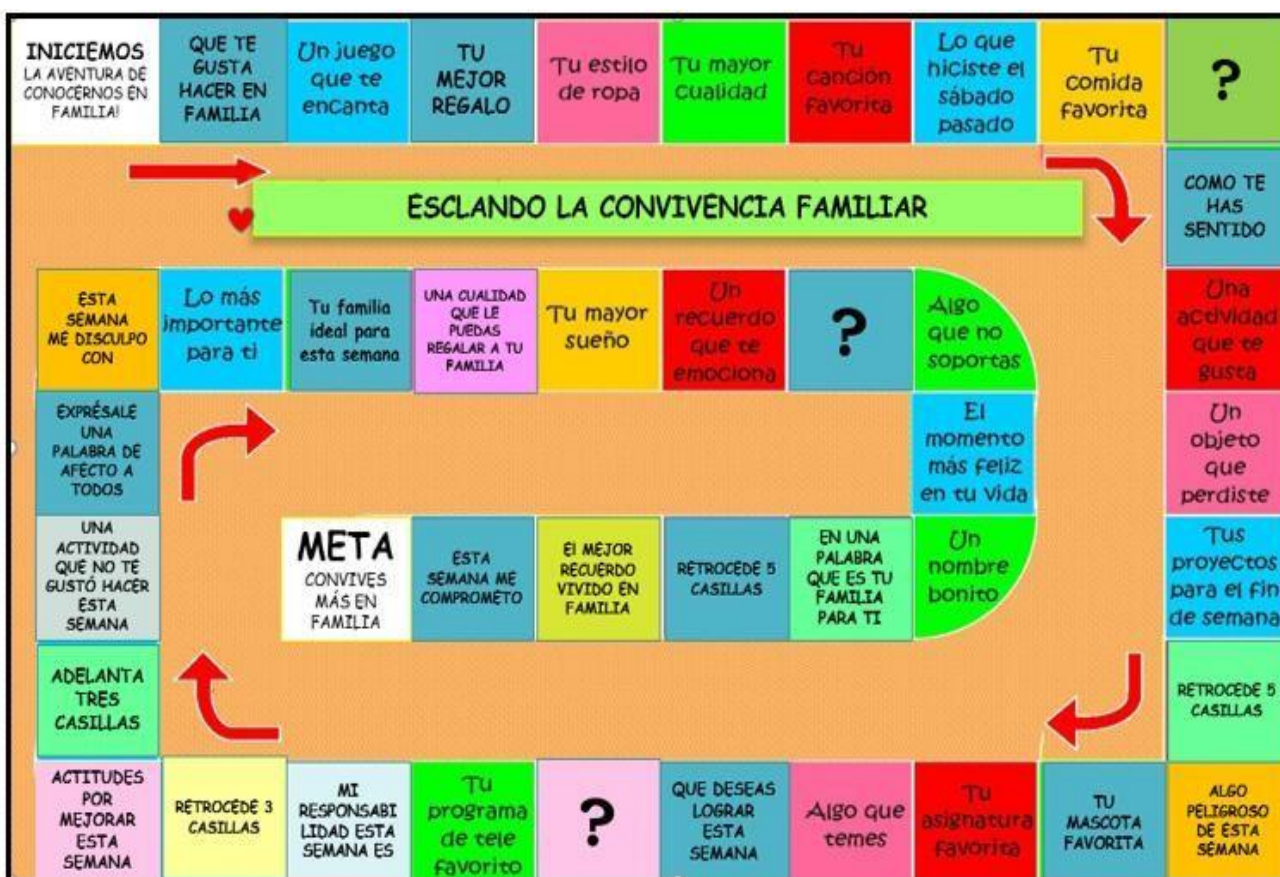 INICIEMOS
LA AVENTURA DE
CONOCERNOS EN
FAMILIA!
QUE TE
GUSTA
HACER EN
FAMILIA
Un juego
que te
encanta
TU
MEJOR
REGALO
Tu estilo
de ropa
Tu mayor
cualidad
Tu
canción
favorita
Lo que
hiciste el
sábado
pasado
Tu
comida
favorita
?
ESCLANDO LA CONVIVENCIA FAMILIAR
COMO TE
HAS
SENTIDO
Una
actividad
que te
gusta
Un
objeto
que
perdiste
Tus
proyectos
para el fin
de semana
RETROCEDE 5
CASILLAS
ALGO
PELIGROSO
DE ESTA
SEMANA
TU
MASCOTA
FAVORITA
Tu
asignatura
favorita
Algo que
temes
QUE DESEAS
LOGRAR
ESTA
SEMANA
?
Tu
programa
de tele
favorito
MI
RESPONSABI
LIDAD ESTA
SEMANA ES
RETROCEDE 3
CASILLAS
ACTITUDES
POR
MEJORAR
ESTA
SEMANA
ADELANTA
TRES
CASILLAS
UNA
ACTIVIDAD
QUE NO TE
GUSTÓ HACER
ESTA
SEMANA
EXPRÉSALE
UNA
PALABRA DE
AFECTO A
TODOS
ESTA
SEMANA
ME DISCULPO
CON
Lo más
importante
para ti
Tu familia
ideal para
esta semana
UNA CUALIDAD
QUE LE
PUEDAS
REGALAR A TU
FAMILIA
Tu mayor
sueño
Un
recuerdo
que te
emociona
?
Algo
que no
soportas
El
momento
más feliz
en tu vida
Un
nombre
bonito
EN UNA
PALABRA
QUE ES TU
FAMILIA
PARA TI
RETROCEDE 5
CASILLAS
El MEJOR
RECUERDO
VIVIDO EN
FAMILIA
ESTA
SEMANA ME
COMPROMETO
META
CONVIVES
MÁS EN
FAMILIA